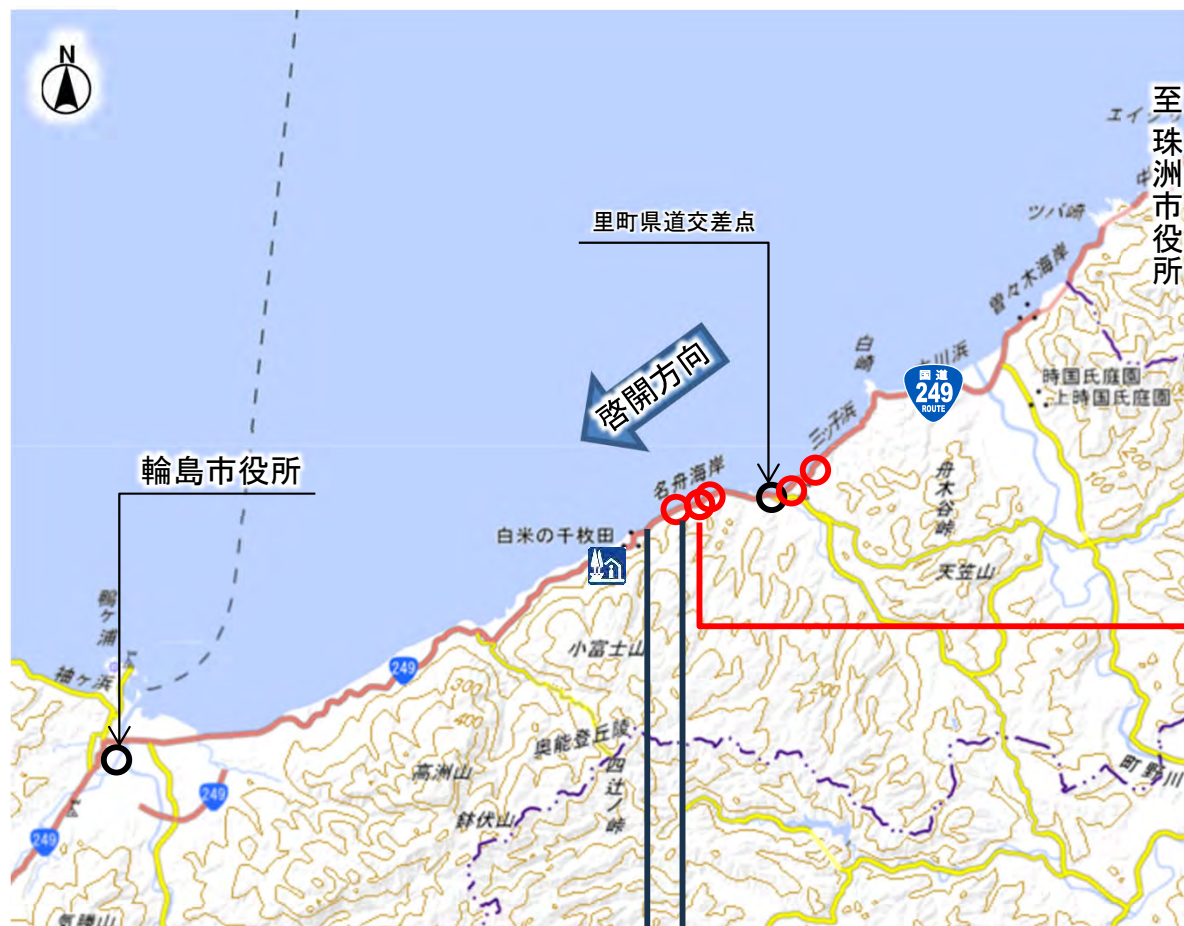 N
至珠洲市役所
ツバ崎
里町県道交差点
曽々木海岸
啓開方向
白崎
国道
249
ROUTE
時国氏庭園
上時国氏庭園
三ッ子浜
輪島市役所
名舟海岸
舟木谷峠
白米の千枚田
天笠山
鴨ヶ浦
小富士山
袖ヶ浜
249
300
200
400
奥能登丘陵
四辻ノ峠
高洲山
鉢伏山
町野川
249
249